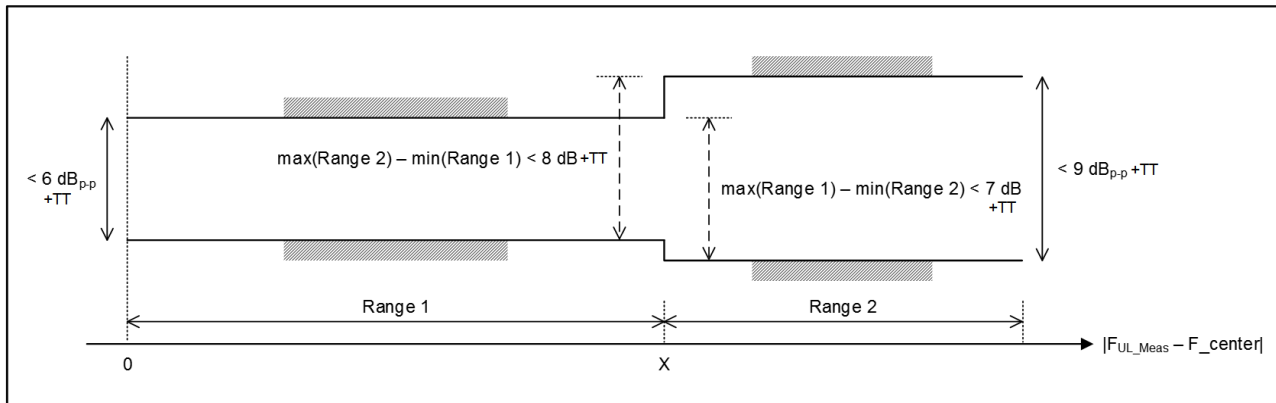 max(Range 2) – min(Range 1) < 8 dB +TT
< 6 dBp-p
+TT
max(Range 1) – min(Range 2) < 7 dB
+TT
< 9 dBp-p +TT
Range 1
Range 2
0
X
|FUL_Meas – F_center|